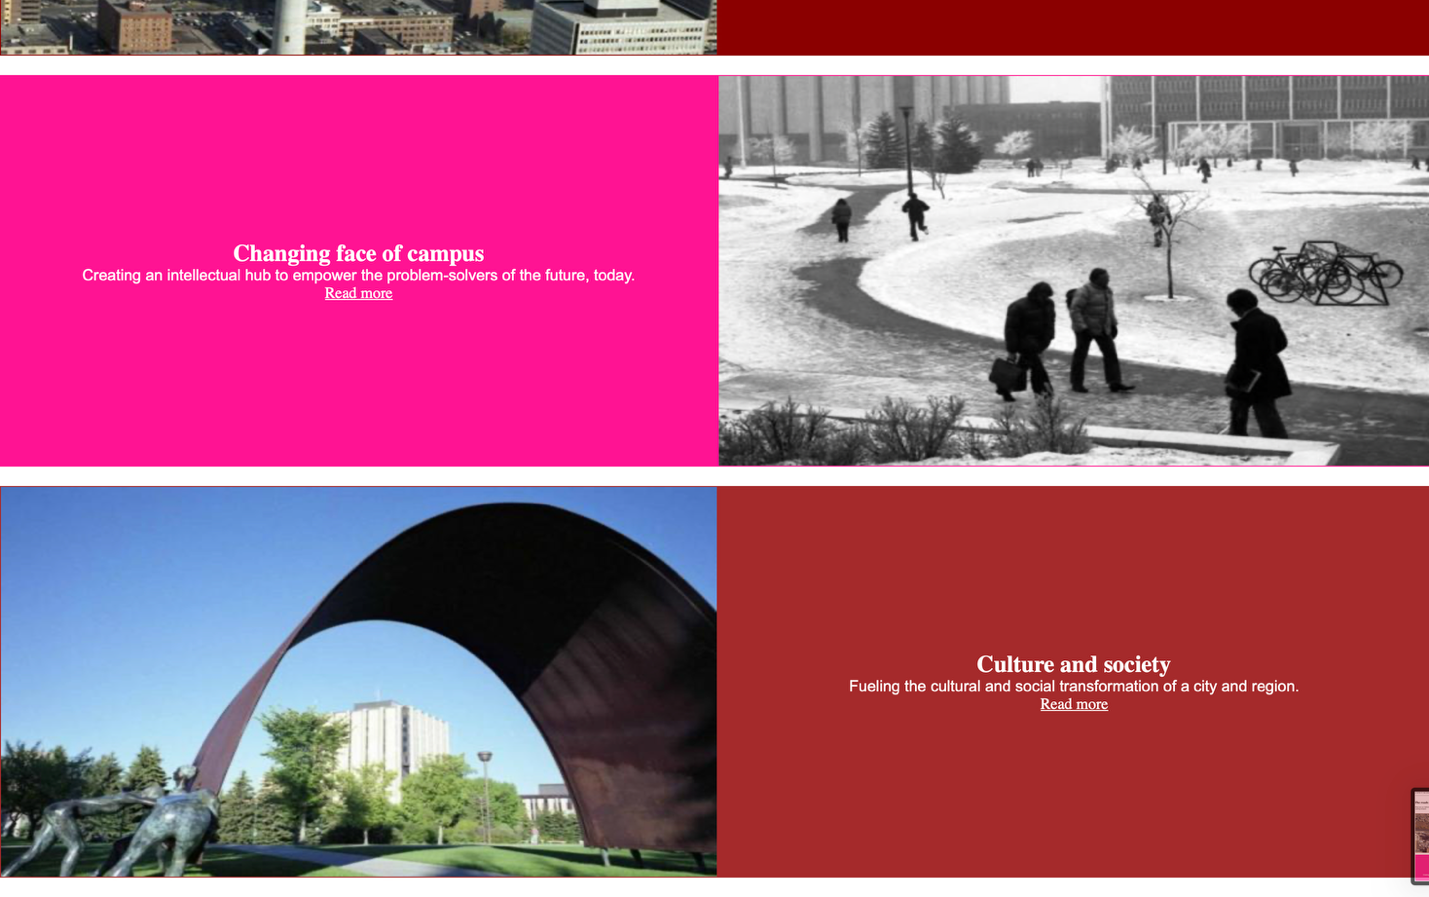 Changing face of campus
Creating an intellectual hub to empower the problem-solvers of the future, today.
Read more
Culture and society
Fueling the cultural and social transformation of a city and region.
Read more